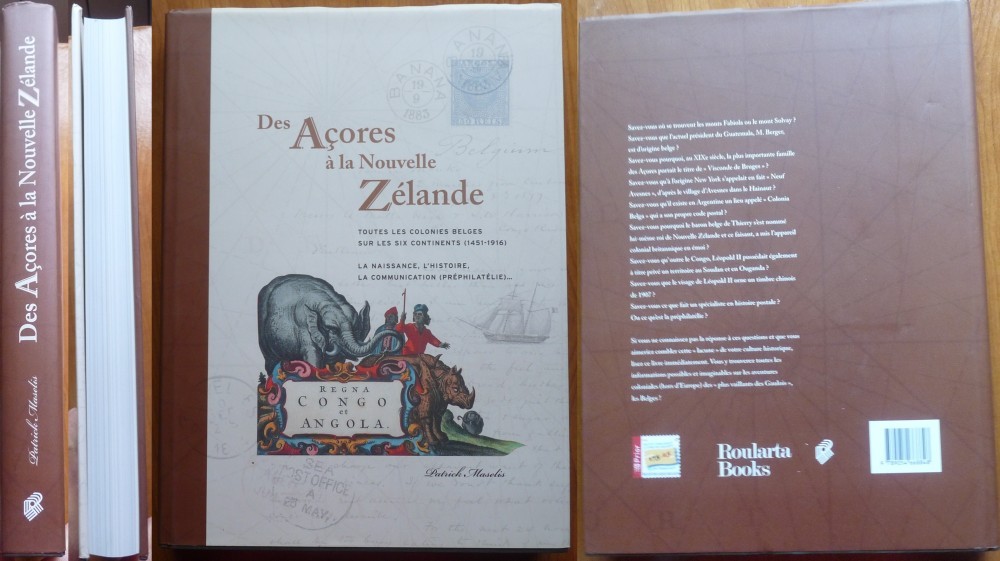 Des Açores à la Nouvelle Zélande
Patrick Maselis
BANANA
19
9
1883
BANANA
19
Des Açores
à la Nouvelle
Zélande
Belgium
TOUTES LES COLONIES BELGES
SUR LES SIX CONTINENTS (1451-1916)
LA NAISSANCE, L'HISTOIRE,
LA COMMUNICATION (PRÉPHILATÉLIE)...
REGNA
CONGO
et
ANGOLA.
SEA
POST OFFICE
A
25 MAY
Patrick Maselis
Savez-vous où se trouvent les monts Fabiola ou le mont Solvay ?
Savez-vous que l'actuel président du Guatemala, M. Berger,
est d'origine belge ?
Savez-vous pourquoi, au XIXe siècle, la plus importante famille
des Açores portait le titre de « Visconde de Bruges » ?
Savez-vous qu'à l'origine New York s'appelait en fait « Novf
Avesnes », d'après le village d'Avesnes dans le Hainaut ?
Savez-vous qu'il existe en Argentine un lieu appelé « Colonia
Belga » qui a son propre code postal ?
Savez-vous pourquoi le baron belge de Thierry s'est nommé
lui-même roi de Nouvelle Zélande et ce faisant, a mis l'appareil
colonial britannique en émoi ?
Savez-vous qu'outre le Congo, Léopold II possédait également
à titre privé un territoire au Soudan et en Ouganda ?
Savez-vous que le visage de Léopold II orne un timbre chinois
de 1967 ?
Savez-vous ce que fait un spécialiste en histoire postale ?
Ou ce qu'est la préphilatélie ?
Si vous ne connaissez pas la réponse à ces questions et que vous
aimeriez combler cette « lacune » de votre culture historique,
lisez ce livre immédiatement. Vous y trouverez toutes les
informations possibles et imaginables sur les aventures
coloniales (hors d'Europe) des « plus vaillants des Gaulois »,
les Belges !
Prior
Roularta
Books